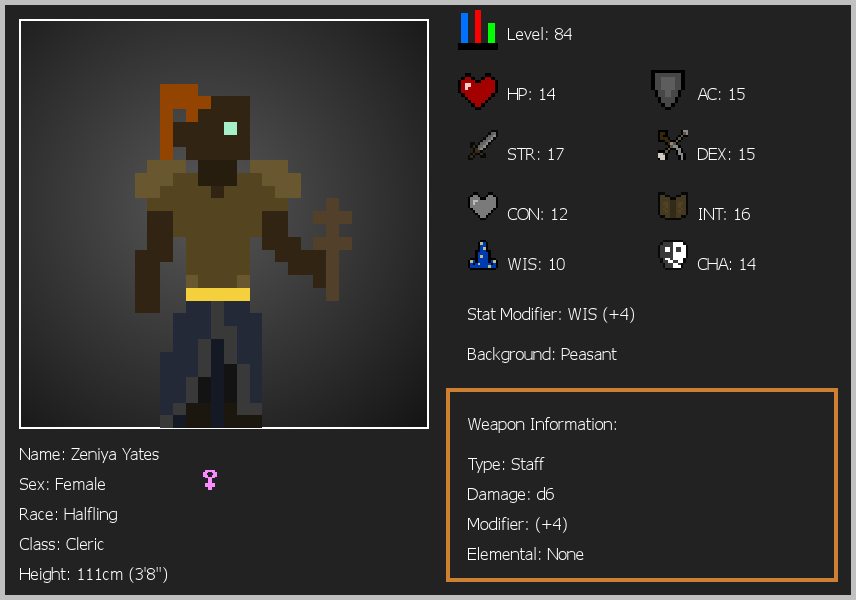 Level: 84
HP: 14
AC: 15
STR: 17
DEX: 15
CON: 12
INT: 16
WIS: 10
CHA: 14
Stat Modifier: WIS (+4)
Background: Peasant
Weapon Information:
Type: Staff
Damage: d6
Modifier: (+4)
Elemental: None
Name: Zeniya Yates
Sex: Female
Race: Halfling
Class: Cleric
Height: 111cm (3'8")